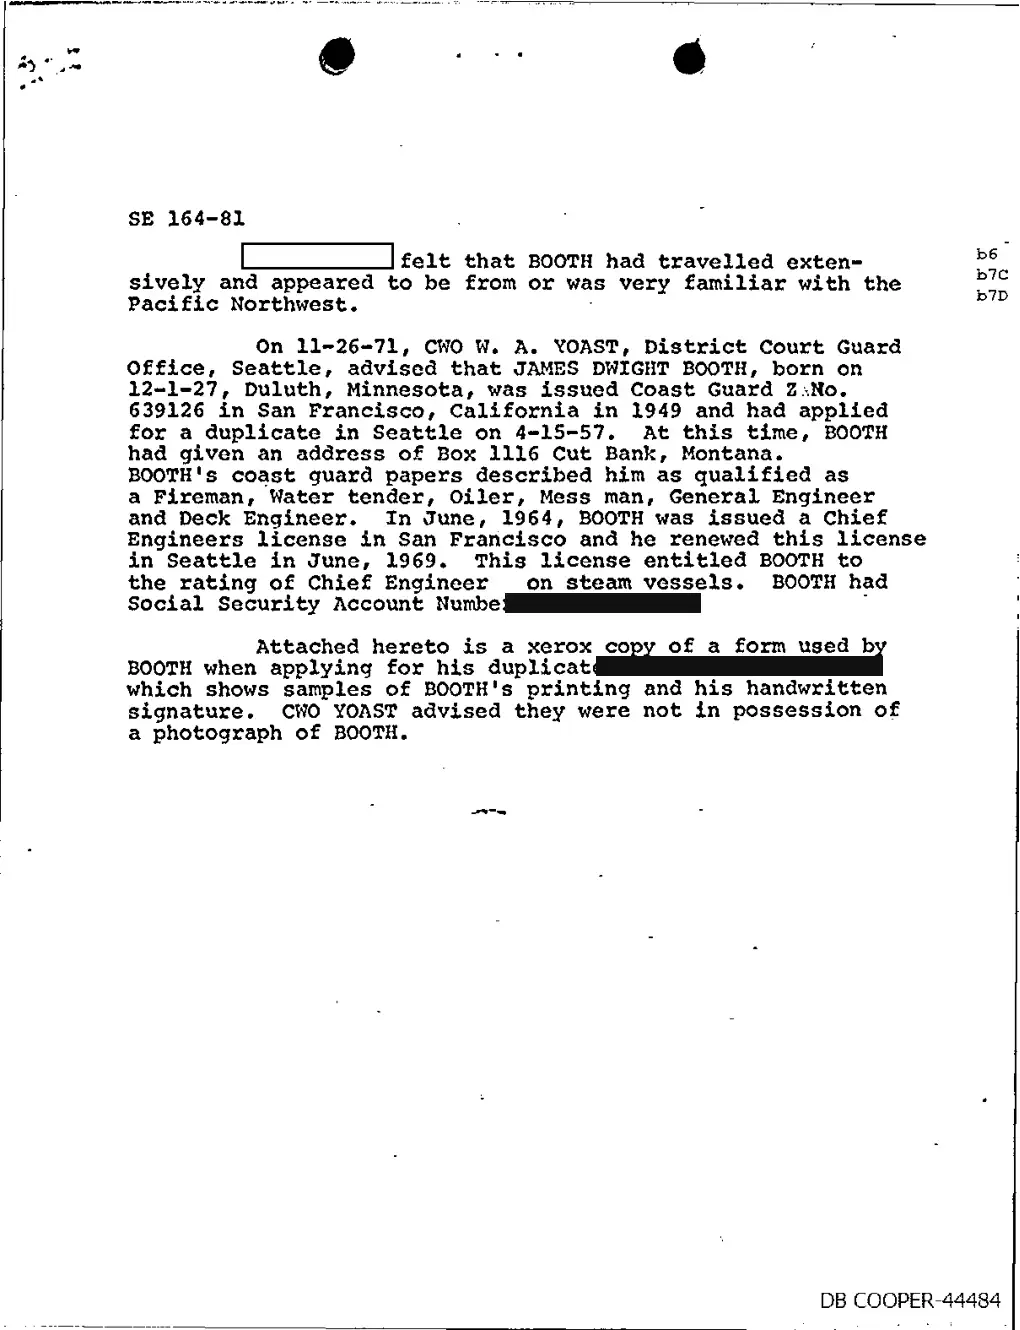 SE 164-81
felt that BOOTH had travelled exten-
sively and appeared to be from or was very familiar with the
Pacific Northwest.
b6
b7C
b7D
On 11-26-71, CWO W. A. YOAST, District Court Guard
Office, Seattle, advised that JAMES DWIGHT BOOTH, born on
12-1-27, Duluth, Minnesota, was issued Coast Guard Z No.
639126 in San Francisco, California in 1949 and had applied
for a duplicate in Seattle on 4-15-57. At this time, BOOTH
had given an address of Box 1116 Cut Bank, Montana.
BOOTH's coast guard papers described him as qualified as
a Fireman, Water tender, Oiler, Mess man, General Engineer
and Deck Engineer. In June, 1964, BOOTH was issued a Chief
Engineers license in San Francisco and he renewed this license
in Seattle in June, 1969. This license entitled BOOTH to
the rating of Chief Engineer on steam vessels. BOOTH had
Social Security Account Numbe
Attached hereto is a xerox copy of a form used by
BOOTH when applying for his duplicat
which shows samples of BOOTH's printing and his handwritten
signature. CWO YOAST advised they were not in possession of
a photograph of BOOTH.
DB COOPER-44484